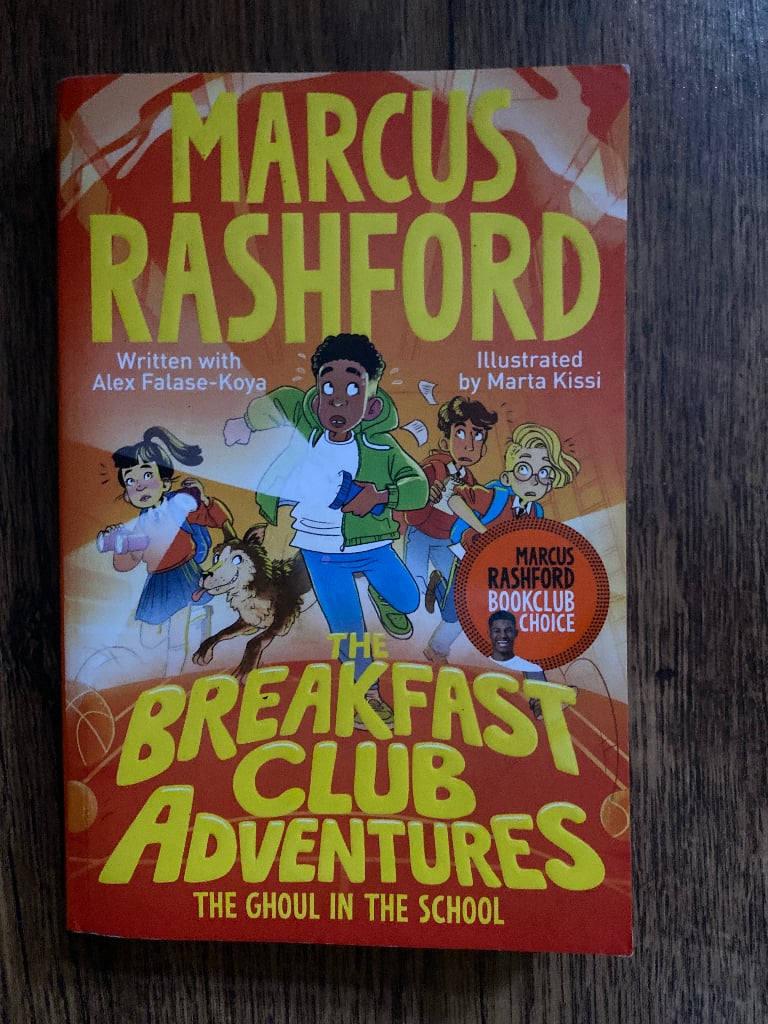 MARCUS
RASHFORD
Written with
Alex Falase-Koya
Illustrated
by Marta Kissi
MARCUS
RASHFORD
BOOKCLUB
CHOICE
THE
BREAKFAST
CLUB
ADVENTURES
THE GHOUL IN THE SCHOOL